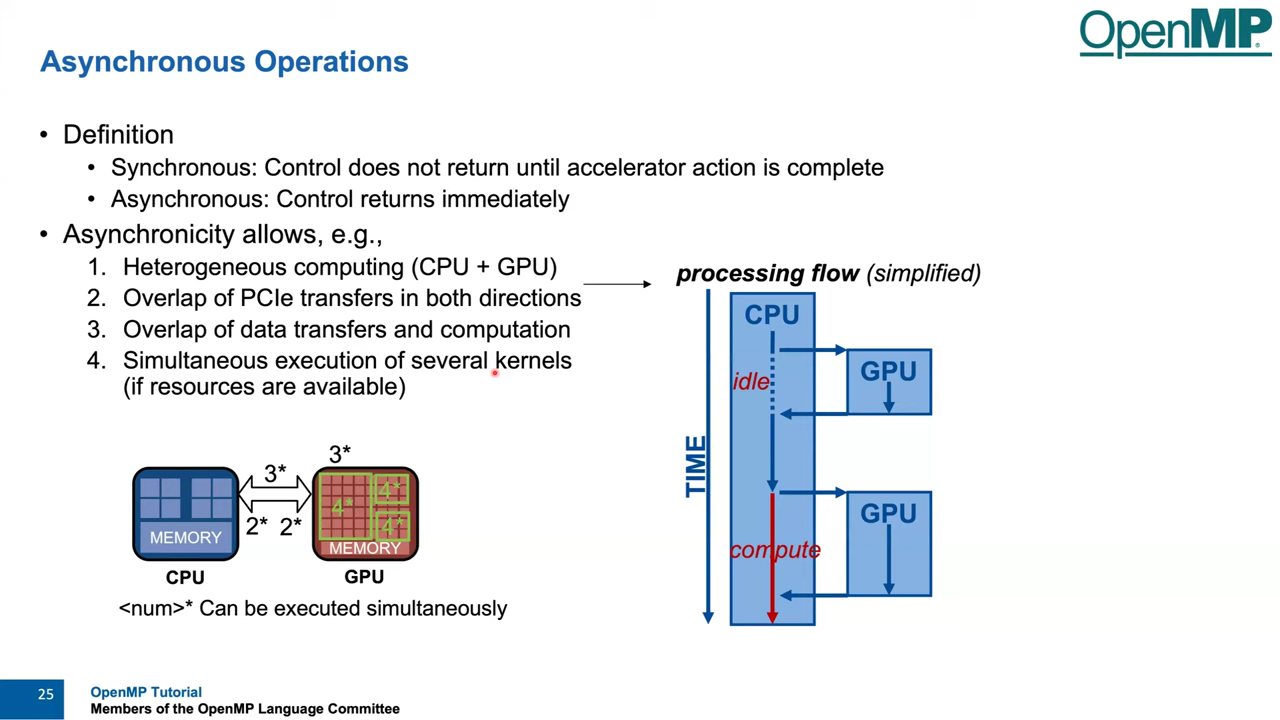 OpenMP
Asynchronous Operations
• Definition
• Synchronous: Control does not return until accelerator action is complete
• Asynchronous: Control returns immediately
• Asynchronicity allows, e.g.,
1. Heterogeneous computing (CPU + GPU)
2. Overlap of PCIe transfers in both directions
3. Overlap of data transfers and computation
4. Simultaneous execution of several kernels
(if resources are available)
processing flow (simplified)
CPU
GPU
idle
TIME
GPU
compute
3*
3*
4*
4*
4*
2*
2*
MEMORY
MEMORY
CPU
GPU
<num>* Can be executed simultaneously
25
OpenMP Tutorial
Members of the OpenMP Language Committee